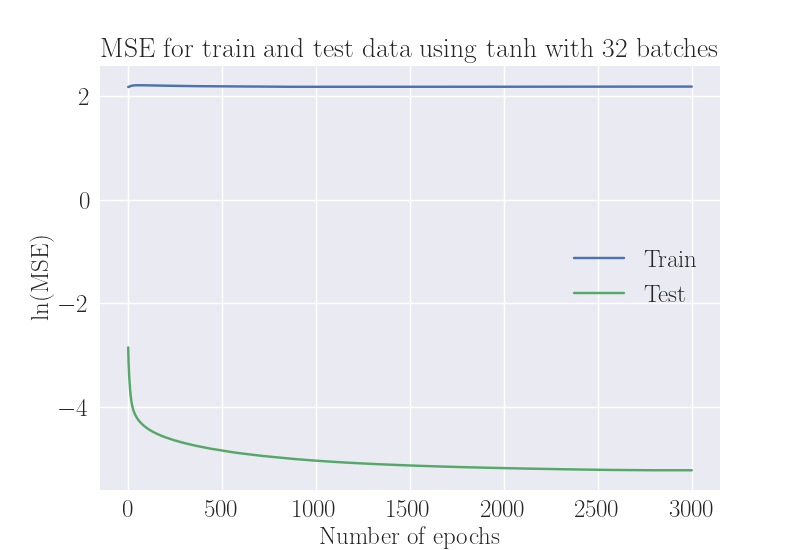 MSE for train and test data using tanh with 32 batches
2
0
−2
−4
ln(MSE)
Train
Test
0 500 1000 1500 2000 2500 3000
Number of epochs